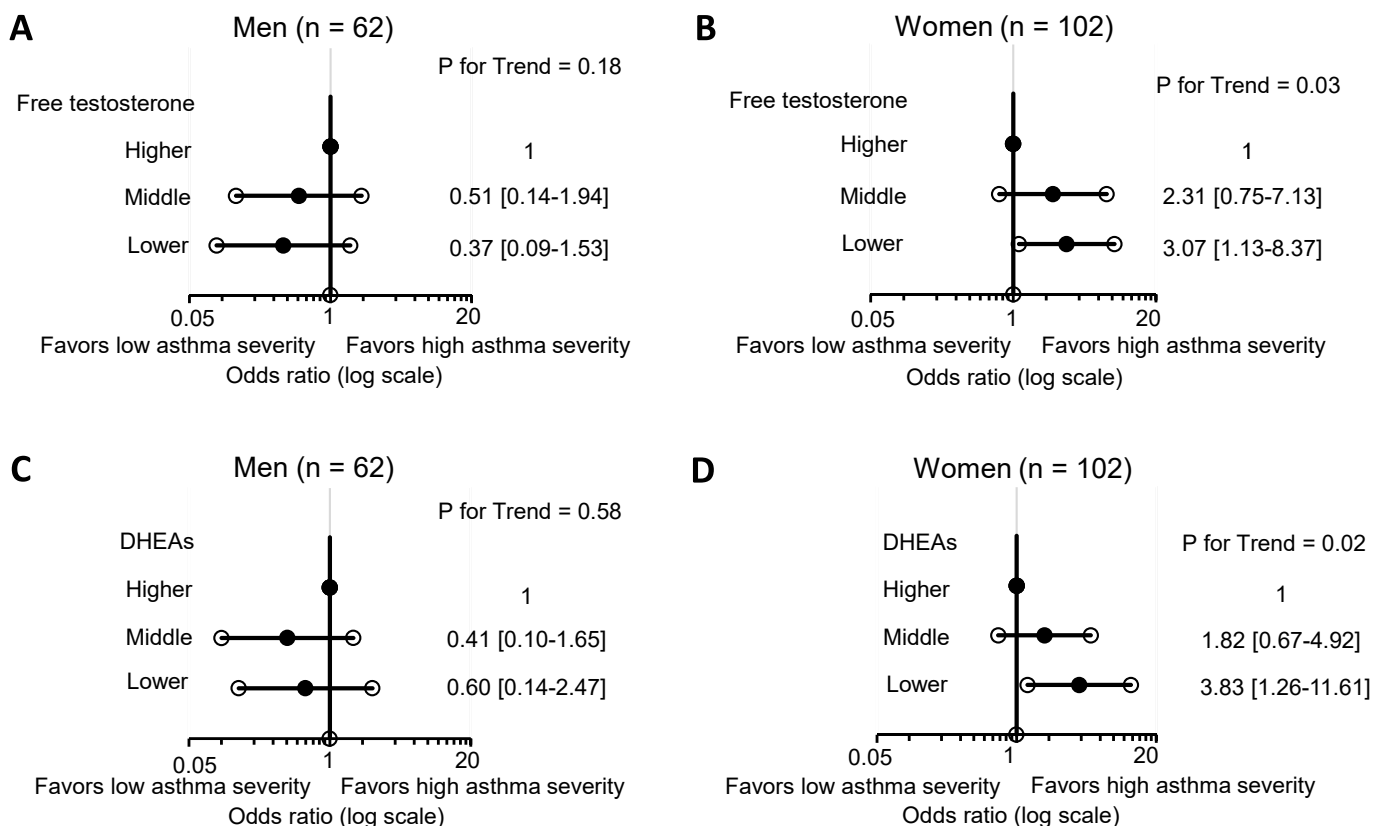 A
Men (n = 62)
P for Trend = 0.18
Free testosterone
Higher
1
Middle
0.51 [0.14-1.94]
Lower
0.37 [0.09-1.53]
0.05
1
20
Favors low asthma severity
Favors high asthma severity
Odds ratio (log scale)
B
Women (n = 102)
P for Trend = 0.03
Free testosterone
Higher
1
Middle
2.31 [0.75-7.13]
Lower
3.07 [1.13-8.37]
0.05
1
20
Favors low asthma severity
Favors high asthma severity
Odds ratio (log scale)
C
Men (n = 62)
P for Trend = 0.58
DHEAs
Higher
1
Middle
0.41 [0.10-1.65]
Lower
0.60 [0.14-2.47]
0.05
1
20
Favors low asthma severity
Favors high asthma severity
Odds ratio (log scale)
D
Women (n = 102)
P for Trend = 0.02
DHEAs
Higher
1
Middle
1.82 [0.67-4.92]
Lower
3.83 [1.26-11.61]
0.05
1
20
Favors low asthma severity
Favors high asthma severity
Odds ratio (log scale)